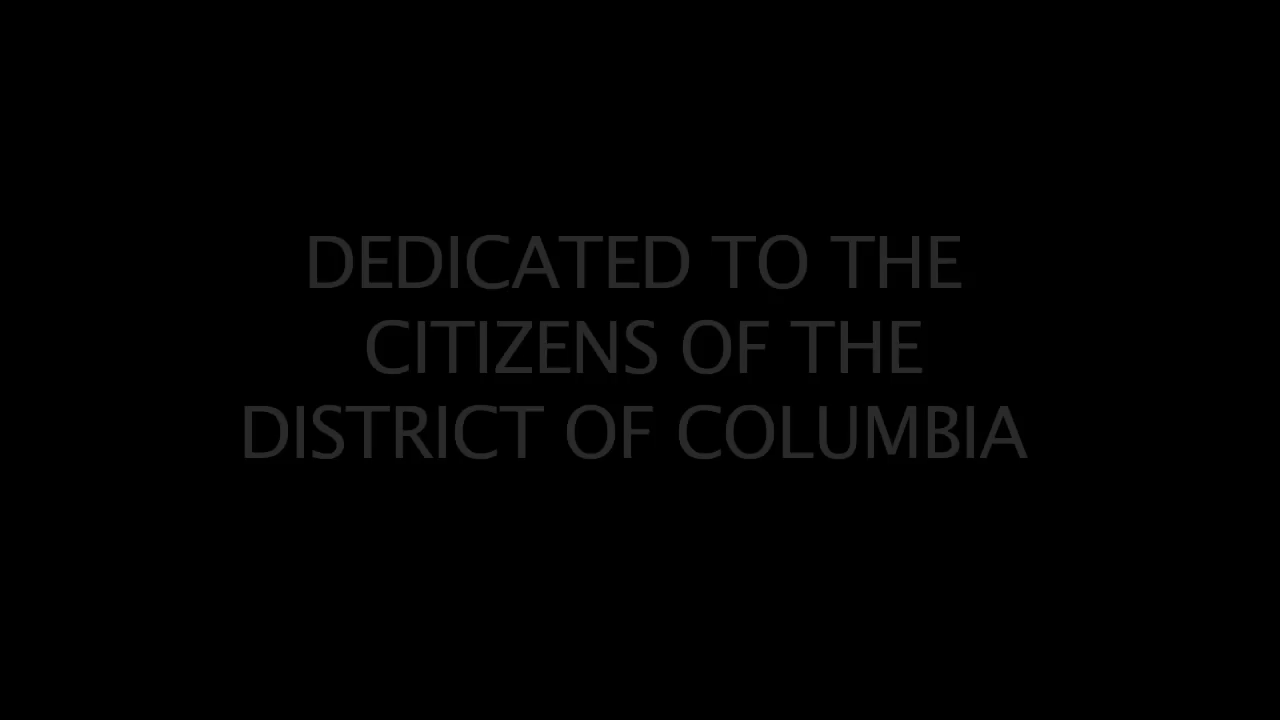 DEDICATED TO THE
CITIZENS OF THE
DISTRICT OF COLUMBIA